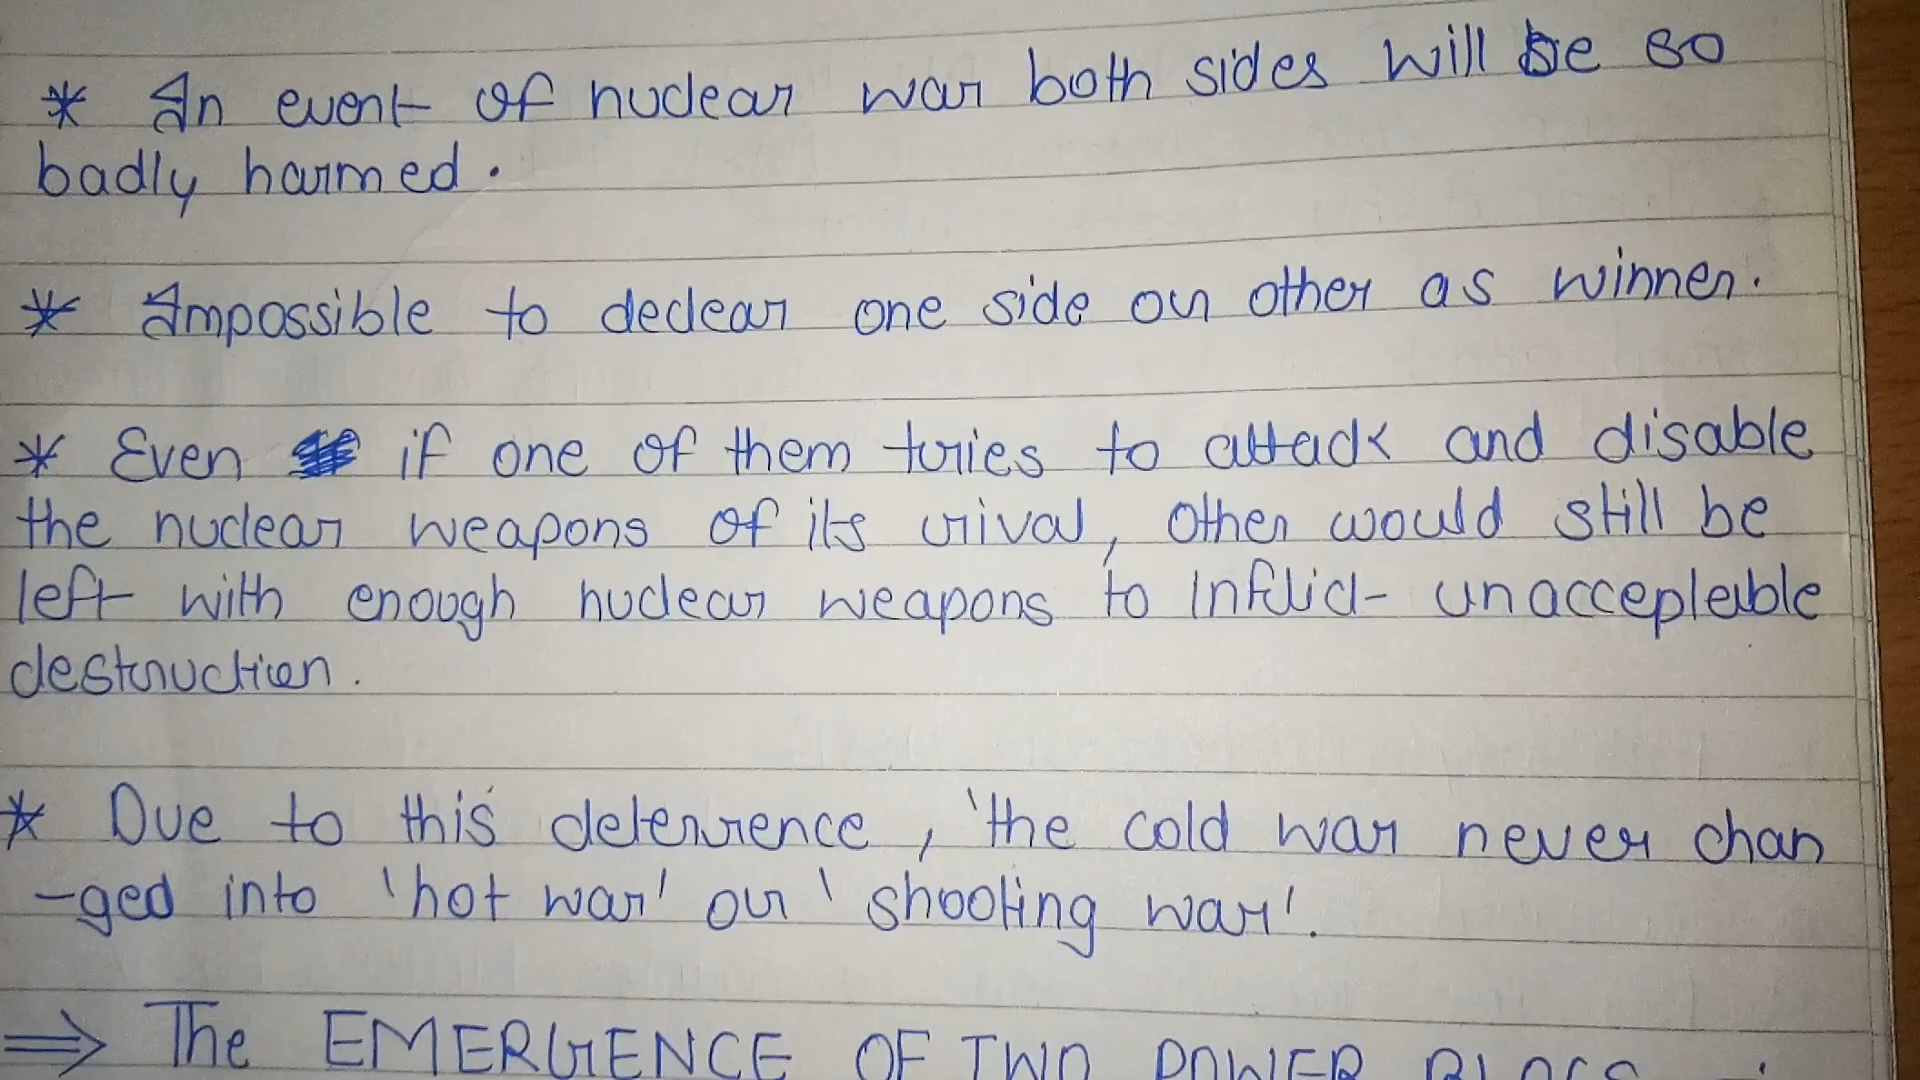 * In event of nuclear war both sides will be so
badly harmed.
* Impossible to declear one side or other as winner.
* Even if one of them tries to attack and disable
the nuclear weapons of its rival, other would still be
left with enough nuclear weapons to inflict unacceptable
destruction.
* Due to this deterrence, 'the cold war never chan
-ged into 'hot war' or 'shooting war'.
⇒ The EMERGENCE OF TWO POWER BLOCS :